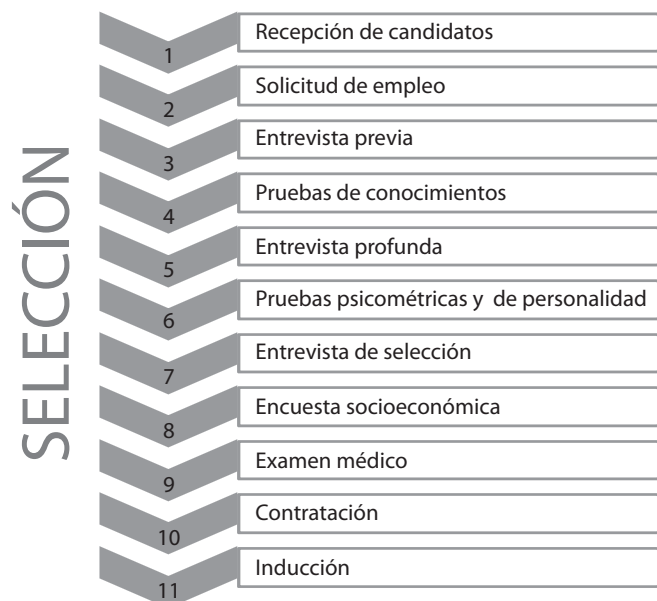 SELECCIÓN
1 Recepción de candidatos
2 Solicitud de empleo
3 Entrevista previa
4 Pruebas de conocimientos
5 Entrevista profunda
6 Pruebas psicométricas y de personalidad
7 Entrevista de selección
8 Encuesta socioeconómica
9 Examen médico
10 Contratación
11 Inducción